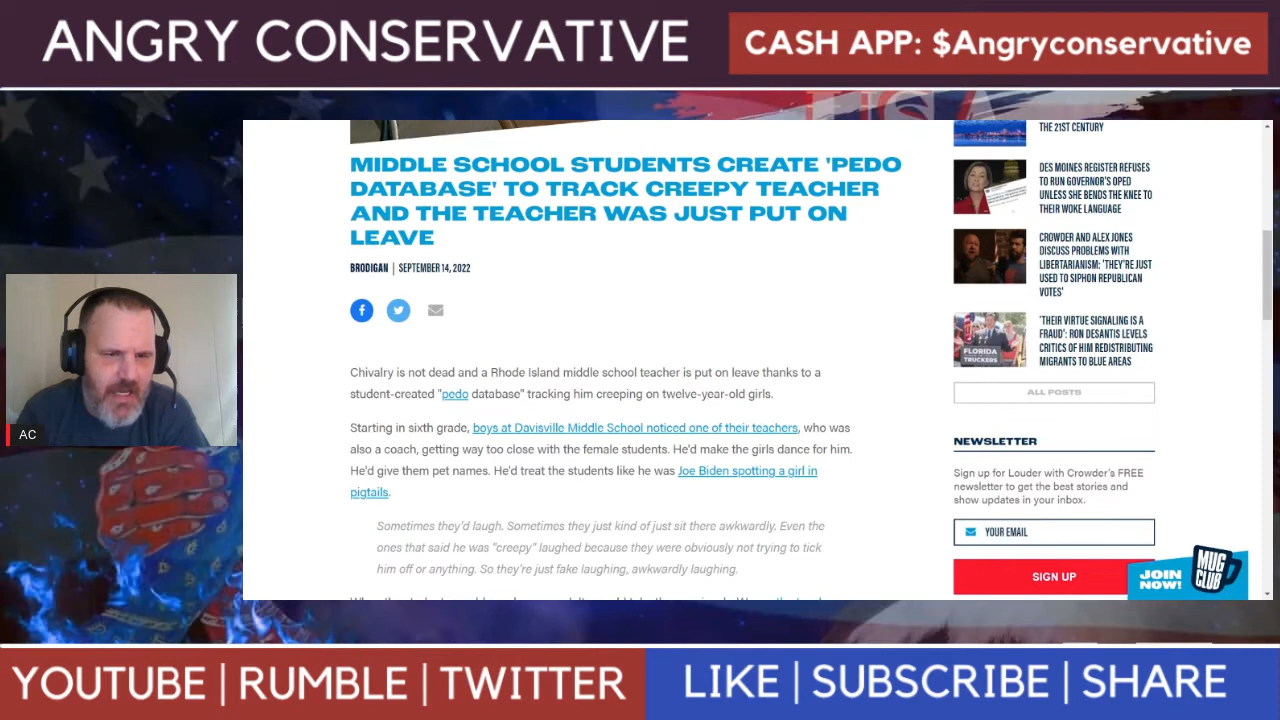 ANGRY CONSERVATIVE
CASH APP: $Angryconservative
USA
MIDDLE SCHOOL STUDENTS CREATE 'PEDO
DATABASE' TO TRACK CREEPY TEACHER
AND THE TEACHER WAS JUST PUT ON
LEAVE
BRODIGAN | SEPTEMBER 14, 2022
Chivalry is not dead and a Rhode Island middle school teacher is put on leave thanks to a
student-created "pedo database" tracking him creeping on twelve-year-old girls.
Starting in sixth grade, boys at Davisville Middle School noticed one of their teachers, who was
also a coach, getting way too close with the female students. He'd make the girls dance for him.
He'd give them pet names. He'd treat the students like he was Joe Biden spotting a girl in
pigtails.
Sometimes they'd laugh. Sometimes they just kind of just sit there awkwardly. Even the
ones that said he was "creepy" laughed because they were obviously not trying to tick
him off or anything. So they're just fake laughing, awkwardly laughing.
THE 21ST CENTURY
DES MOINES REGISTER REFUSES
TO RUN GOVERNOR'S OPED
UNLESS SHE BENDS THE KNEE TO
THEIR WOKE LANGUAGE
CROWDER AND ALEX JONES
DISCUSS PROBLEMS WITH
LIBERTARIANISM: 'THEY'RE JUST
USED TO SIPHON REPUBLICAN
VOTES'
'THEIR VIRTUE SIGNALING IS A
FRAUD': RON DESANTIS LEVELS
CRITICS OF HIM REDISTRIBUTING
MIGRANTS TO BLUE AREAS
FLORIDA
TRUCKERS
ALL POSTS
NEWSLETTER
Sign up for Louder with Crowder's FREE
newsletter to get the best stories and
show updates in your inbox.
YOUR EMAIL
SIGN UP
JOIN
NOW!
MUG
CLUB
AC
YOUTUBE | RUMBLE | TWITTER
LIKE | SUBSCRIBE | SHARE